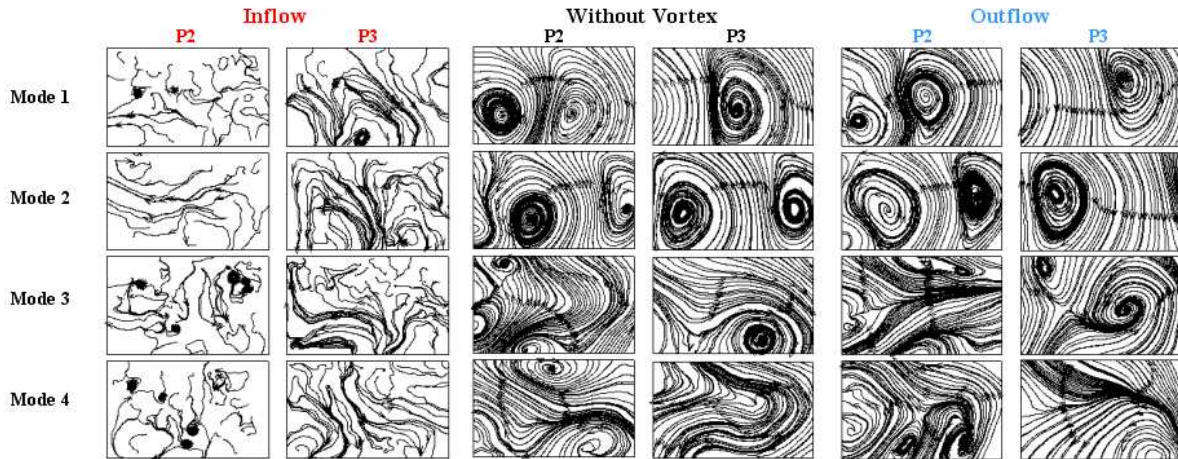 Inflow Without Vortex Outflow
P2 P3 P2 P3 P2 P3
Mode 1
Mode 2
Mode 3
Mode 4